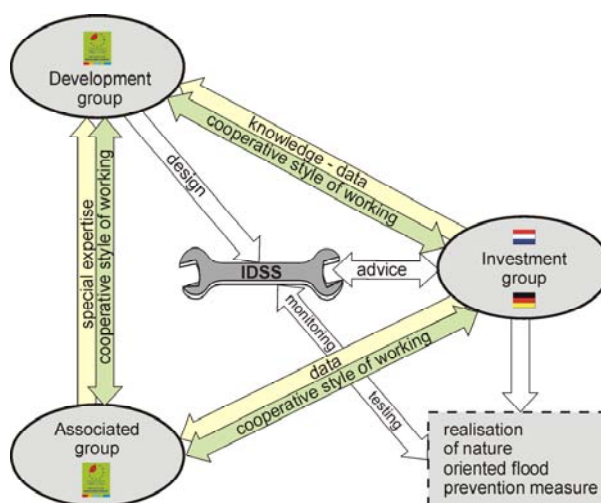 Development
group
knowledge - data
cooperative style of working
design
special expertise
cooperative style of working
IDSS
advice
Investment
group
monitoring
testing
data
cooperative style of working
Associated
group
realisation
of nature
oriented flood
prevention measure